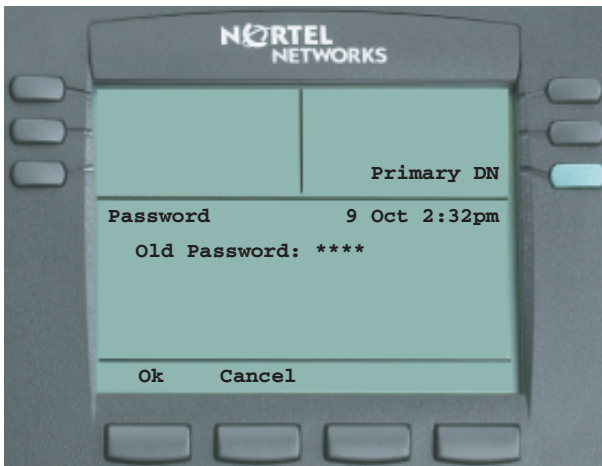 NORTEL
NETWORKS
Primary DN
Password 9 Oct 2:32pm
Old Password: ****
Ok Cancel